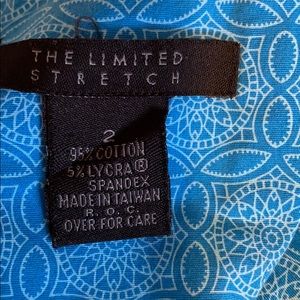 THE LIMITED
STRETCH
2
95% COTTON
5% LYCRA®
SPANDEX
MADE IN TAIWAN
R. O. C.
OVER FOR CARE